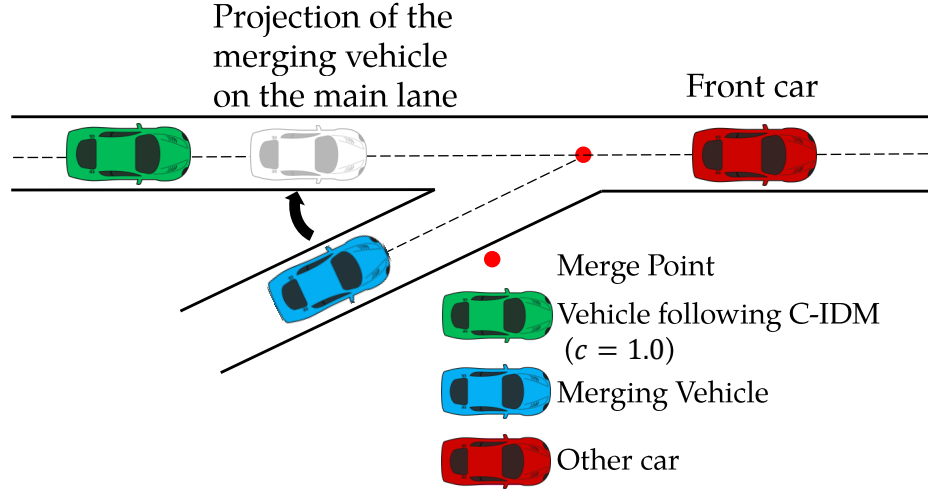 Projection of the
merging vehicle
on the main lane
Front car
Merge Point
Vehicle following C-IDM
(c = 1.0)
Merging Vehicle
Other car